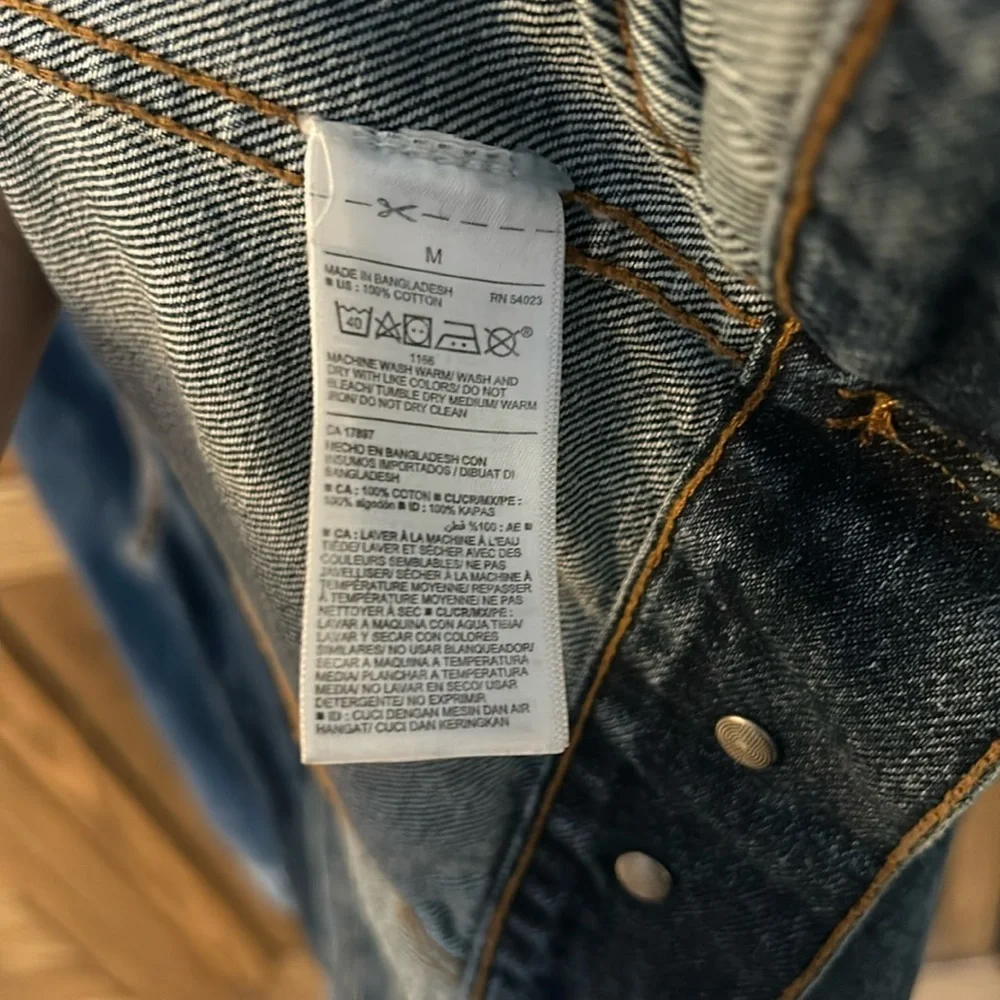 M
MADE IN BANGLADESH RN 54023
■ US : 100% COTTON
40
1166
MACHINE WASH WARM/ WASH AND
DRY WITH LIKE COLORS/ DO NOT
BLEACH/ TUMBLE DRY MEDIUM/ WARM
IRON/ DO NOT DRY CLEAN
CA 17897
HECHO EN BANGLADESH CON
INSUMOS IMPORTADOS / DIBUAT DI
BANGLADESH
■ CA : 100% COTON ■ CL/CR/MX/PE :
100% algodón ■ ID : 100% KAPAS
■ AE : %100 قطن
■ CA : LAVER À LA MACHINE À L'EAU
TIÈDE/ LAVER ET SÉCHER AVEC DES
COULEURS SEMBLABLES/ NE PAS
JAVELLISER/ SÉCHER À LA MACHINE À
TEMPÉRATURE MOYENNE/ REPASSER
À TEMPÉRATURE MOYENNE/ NE PAS
NETTOYER À SEC ■ CL/CR/MX/PE :
LAVAR A MAQUINA CON AGUA TIBIA/
LAVAR Y SECAR CON COLORES
SIMILARES/ NO USAR BLANQUEADOR/
SECAR A MAQUINA A TEMPERATURA
MEDIA/ PLANCHAR A TEMPERATURA
MEDIA/ NO LAVAR EN SECO/ USAR
DETERGENTE/ NO EXPRIMIR
■ ID : CUCI DENGAN MESIN DAN AIR
HANGAT/ CUCI DAN KERINGKAN